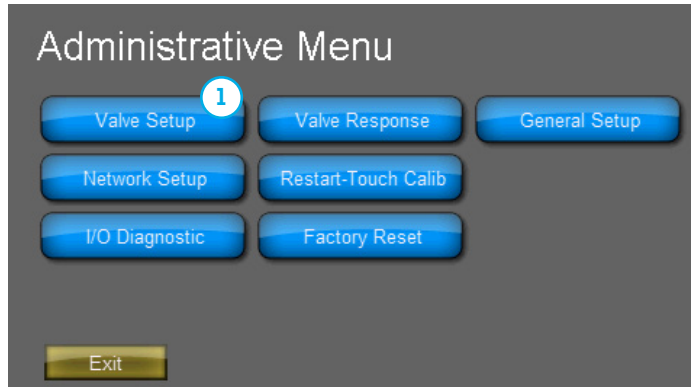 Administrative Menu
1
Valve Setup
Valve Response
General Setup
Network Setup
Restart-Touch Calib
I/O Diagnostic
Factory Reset
Exit